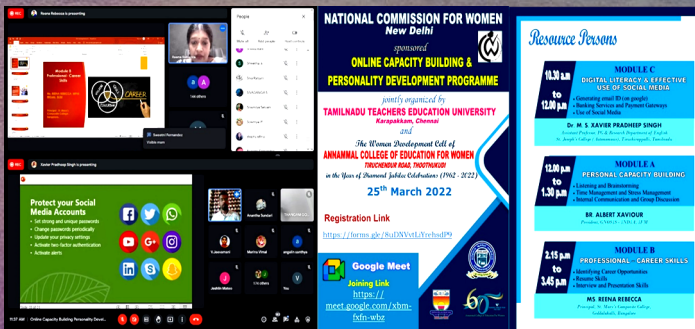 REC
Reena Rebecca is presenting
People
Module B
Professional - Career
Skills
CAREER
REC
Xavier Pradheep Singh is presenting
Protect your Social
Media Accounts
Set strong and unique passwords
Change passwords periodically
Update your privacy settings
Activate two-factor authentication
Activate alerts
You
11:37 AM
Online Capacity Building Personality Devel...
NATIONAL COMMISSION FOR WOMEN
New Delhi
sponsored
ONLINE CAPACITY BUILDING &
PERSONALITY DEVELOPMENT PROGRAMME
jointly organized by
TAMILNADU TEACHERS EDUCATION UNIVERSITY
Karapakkam, Chennai
and
The Women Development Cell of
ANNAMMAL COLLEGE OF EDUCATION FOR WOMEN
TIRUCHENDUR ROAD, THOOTHUKUDI
in the Years of Diamond Jubilee Celebrations (1962 - 2022)
25th March 2022
Registration Link
Google Meet
Joining Link
https://
meet.google.com/xbm-
fxfn-wbz
Resource Persons
10.30 a.m
to
12.00 p.m
MODULE C
DIGITAL LITERACY & EFFECTIVE
USE OF SOCIAL MEDIA
Generating email ID (on google)
Banking Services and Payment Gateways
Use of Social Media
Dr. M. S. XAVIER PRADHEEP SINGH
12.00 p.m
to
1.30 p.m
MODULE A
PERSONAL CAPACITY BUILDING
Listening and Brainstorming
Time Management and Stress Management
Internal Communication and Group Discussion
BR. ALBERT XAVIOUR
2.15 p.m
to
3.45 p.m
MODULE B
PROFESSIONAL – CAREER SKILLS
Identifying Career Opportunities
Resume Skills
Interview and Presentation Skills
MS. REENA REBECCA